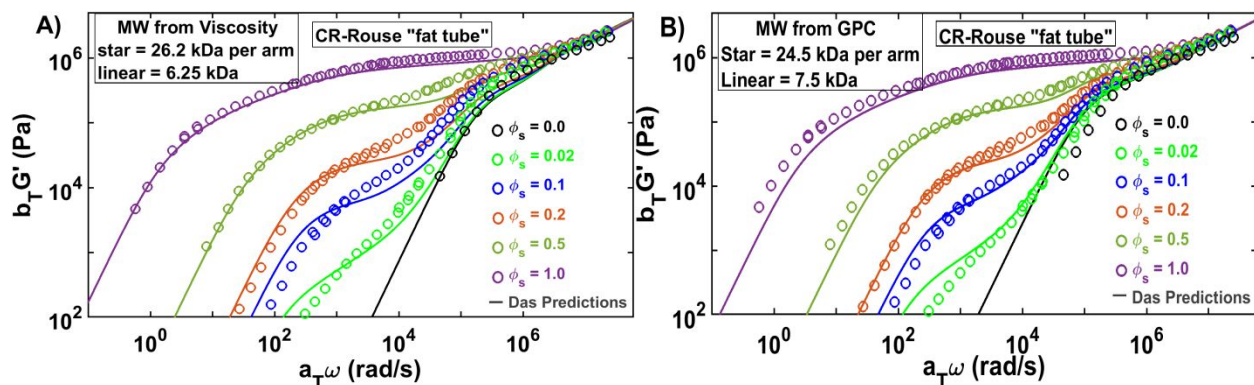 A)
MW from Viscosity
star = 26.2 kDa per arm
linear = 6.25 kDa
CR-Rouse "fat tube"
b_T G' (Pa)
10^6
10^4
10^2
ϕ_s = 0.0
ϕ_s = 0.02
ϕ_s = 0.1
ϕ_s = 0.2
ϕ_s = 0.5
ϕ_s = 1.0
Das Predictions
10^0 10^2 10^4 10^6
a_T ω (rad/s)
B)
MW from GPC
Star = 24.5 kDa per arm
Linear = 7.5 kDa
CR-Rouse "fat tube"
b_T G' (Pa)
10^6
10^4
10^2
ϕ_s = 0.0
ϕ_s = 0.02
ϕ_s = 0.1
ϕ_s = 0.2
ϕ_s = 0.5
ϕ_s = 1.0
Das Predictions
10^0 10^2 10^4 10^6
a_T ω (rad/s)